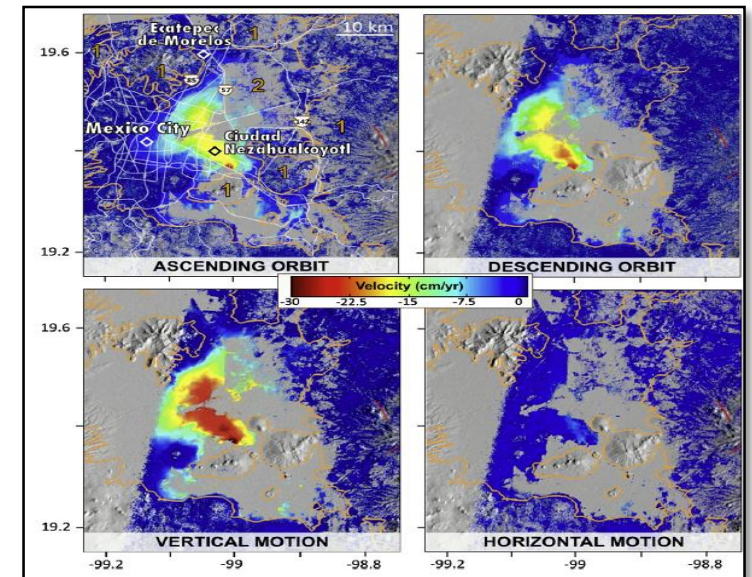 Ecatepec
de Morelos
1
10 km
19.6
1
1
2
85
57
Mexico City
1
Ciudad
Nezahualcoyotl
1
1
19.2
ASCENDING ORBIT
DESCENDING ORBIT
Velocity (cm/yr)
-30 -22.5 -15 -7.5 0
19.6
19.2
VERTICAL MOTION
HORIZONTAL MOTION
-99.2 -99 -98.8
-99.2 -99 -98.8